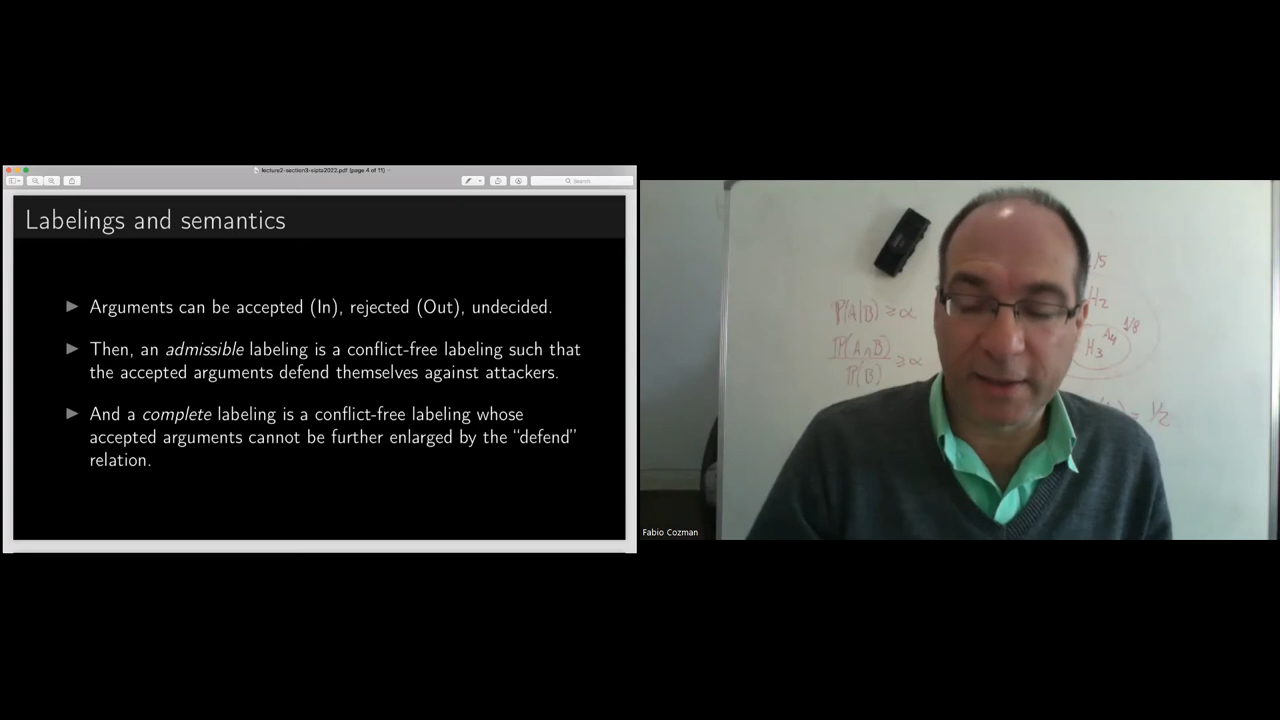 lecture2-section3-sipta2022.pdf (page 4 of 11)
Search
Labelings and semantics
Arguments can be accepted (In), rejected (Out), undecided.
Then, an admissible labeling is a conflict-free labeling such that
the accepted arguments defend themselves against attackers.
And a complete labeling is a conflict-free labeling whose
accepted arguments cannot be further enlarged by the “defend”
relation.
P(A|B) ≥ α
P(A∩B)
P(B)
≥ α
/5
H2
1/8
H3
= 1/2
Fabio Cozman